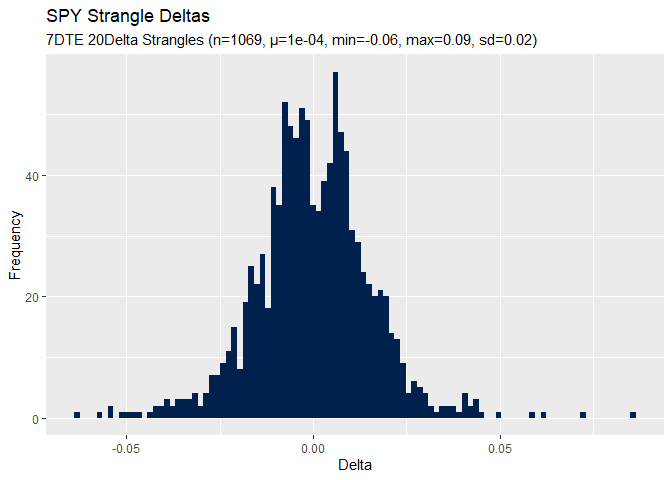 SPY Strangle Deltas
7DTE 20Delta Strangles (n=1069, µ=1e-04, min=-0.06, max=0.09, sd=0.02)
Frequency
40
20
0
-0.05 0.00 0.05
Delta